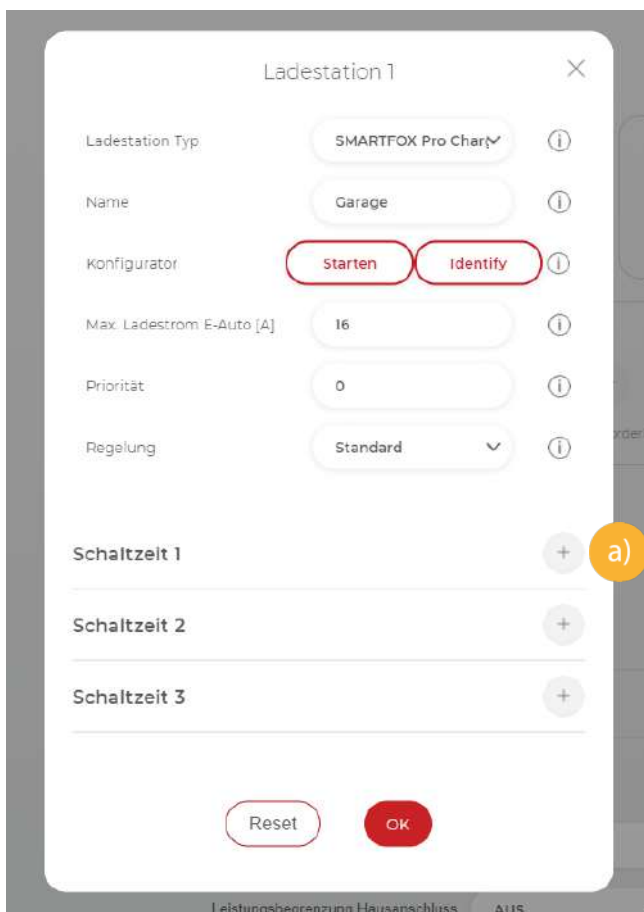 Ladestation 1
Ladestation Typ SMARTFOX Pro Charg
Name Garage
Konfigurator Starten Identify
Max. Ladestrom E-Auto [A] 16
Priorität 0
Regelung Standard
Schaltzeit 1 + a)
Schaltzeit 2 +
Schaltzeit 3 +
Reset OK
Leistungsbegrenzung Hausanschluss AUS